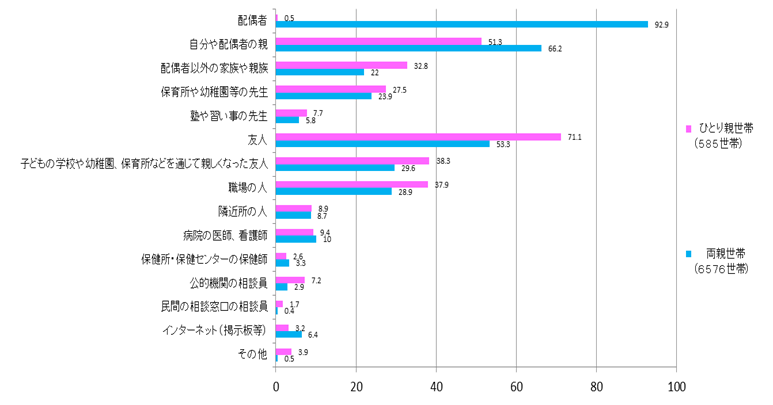 配偶者
0.5
92.9
自分や配偶者の親
51.3
66.2
配偶者以外の家族や親族
32.8
22
保育所や幼稚園等の先生
27.5
23.9
塾や習い事の先生
7.7
5.8
友人
71.1
53.3
子どもの学校や幼稚園、保育所などを通じて親しくなった友人
38.3
29.6
職場の人
37.9
28.9
隣近所の人
8.9
8.7
病院の医師、看護師
9.4
10
保健所・保健センターの保健師
2.6
3.3
公的機関の相談員
7.2
2.9
民間の相談窓口の相談員
1.7
0.4
インターネット（掲示板等）
3.2
6.4
その他
3.9
0.5
0 20 40 60 80 100
ひとり親世帯
（585世帯）
両親世帯
（6576世帯）